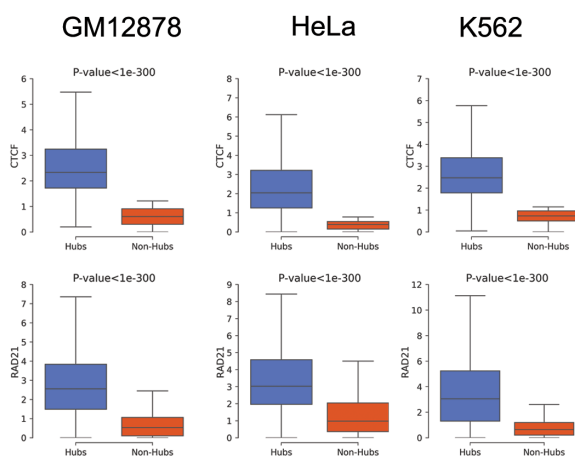 GM12878 HeLa K562
P-value<1e-300 P-value<1e-300 P-value<1e-300
6 5 4 3 2 1 0
CTCF
Hubs Non-Hubs
8 7 6 5 4 3 2 1 0
CTCF
Hubs Non-Hubs
7 6 5 4 3 2 1 0
CTCF
Hubs Non-Hubs
P-value<1e-300 P-value<1e-300 P-value<1e-300
8 7 6 5 4 3 2 1 0
RAD21
Hubs Non-Hubs
9 8 7 6 5 4 3 2 1 0
RAD21
Hubs Non-Hubs
12 10 8 6 4 2 0
RAD21
Hubs Non-Hubs